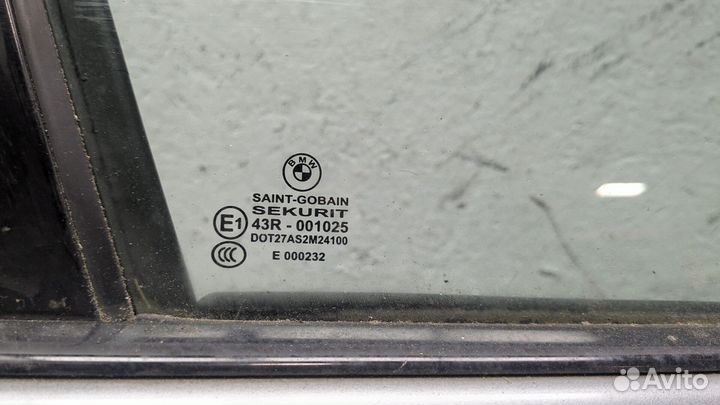 BMW
SAINT-GOBAIN
SEKURIT
E1 43R - 001025
DOT27AS2M24100
CCC
E 000232
Avito